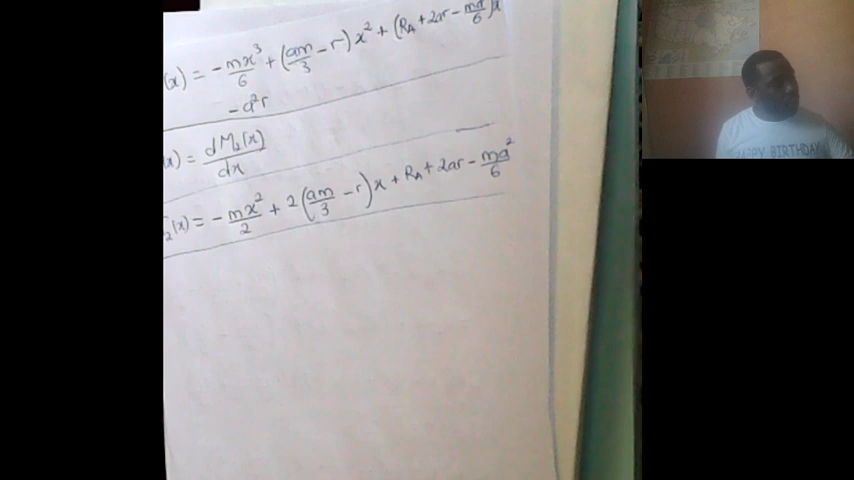 (x) = -mx³/6 + (am/3 - r)x² + (R_A + 2ar - ma²/6)x
-a²r
(x) = dM₂(x)/dx
₂(x) = -mx²/2 + 2(am/3 - r)x + R_A + 2ar - ma²/6
HAPPY BIRTHDAY